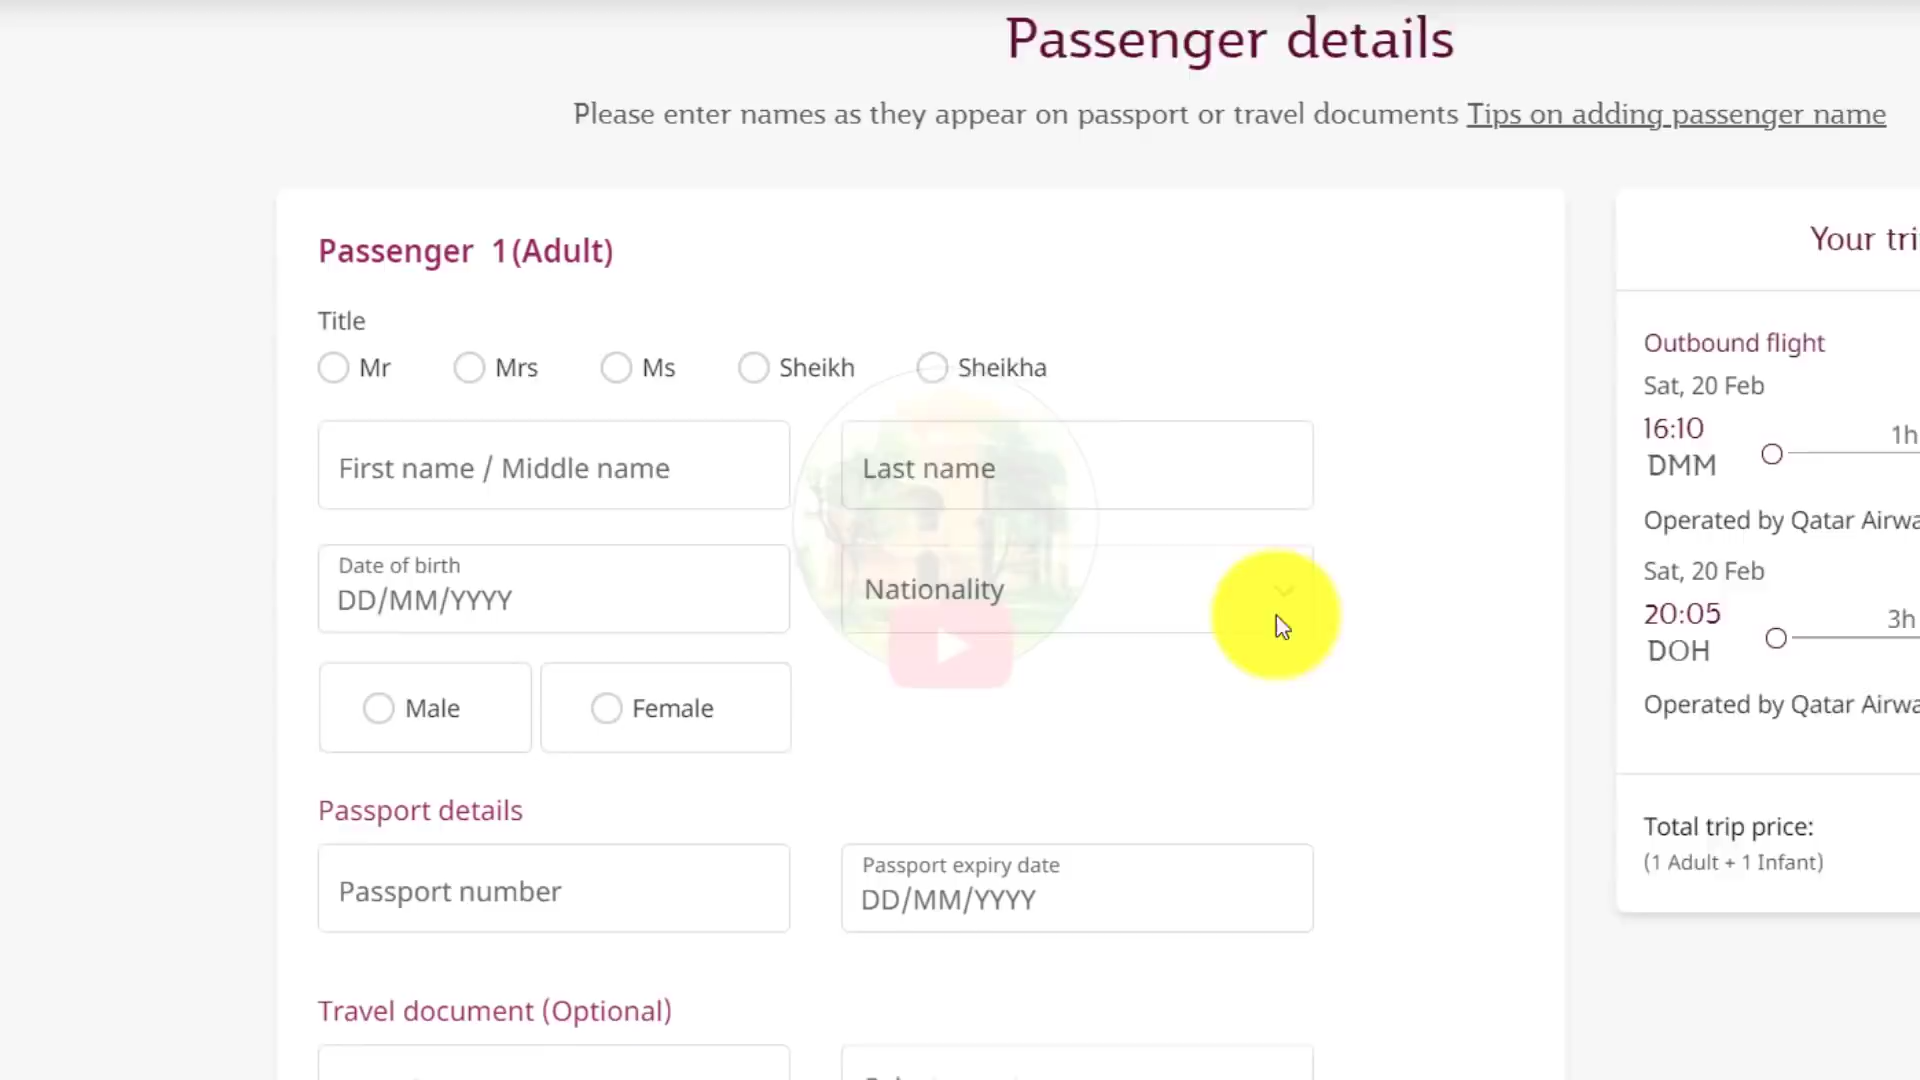 Passenger details
Please enter names as they appear on passport or travel documents Tips on adding passenger name
Passenger 1(Adult)
Title
Mr Mrs Ms Sheikh Sheikha
First name / Middle name
Last name
Date of birth
DD/MM/YYYY
Nationality
Male
Female
Passport details
Passport number
Passport expiry date
DD/MM/YYYY
Travel document (Optional)
Your
Outbound flight
Sat, 20 Feb
16:10
1h
DMM
Operated by Qatar
Sat, 20 Feb
20:05
3h
DOH
Operated by Qatar
Total trip price:
(1 Adult + 1 Infant)